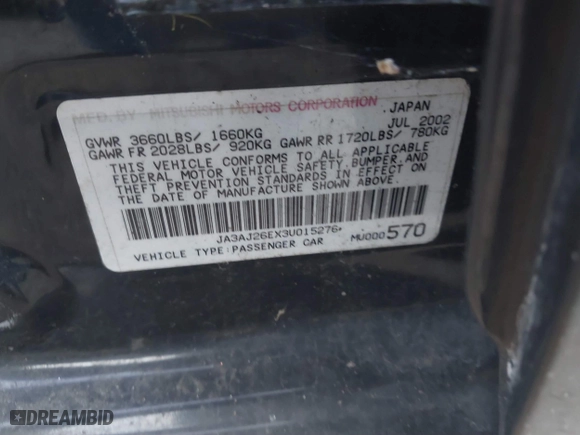 MFD. BY MITSUBISHI MOTORS CORPORATION JAPAN
GVWR 3660LBS/ 1660KG JUL 2002
GAWR FR 2028LBS/ 920KG GAWR RR 1720LBS/ 780KG
THIS VEHICLE CONFORMS TO ALL APPLICABLE
FEDERAL MOTOR VEHICLE SAFETY,BUMPER,AND
THEFT PREVENTION STANDARDS IN EFFECT ON
THE DATE OF MANUFACTURE SHOWN ABOVE.
JA3AJ26EX3U015276
MU000570
VEHICLE TYPE:PASSENGER CAR
DREAMBID